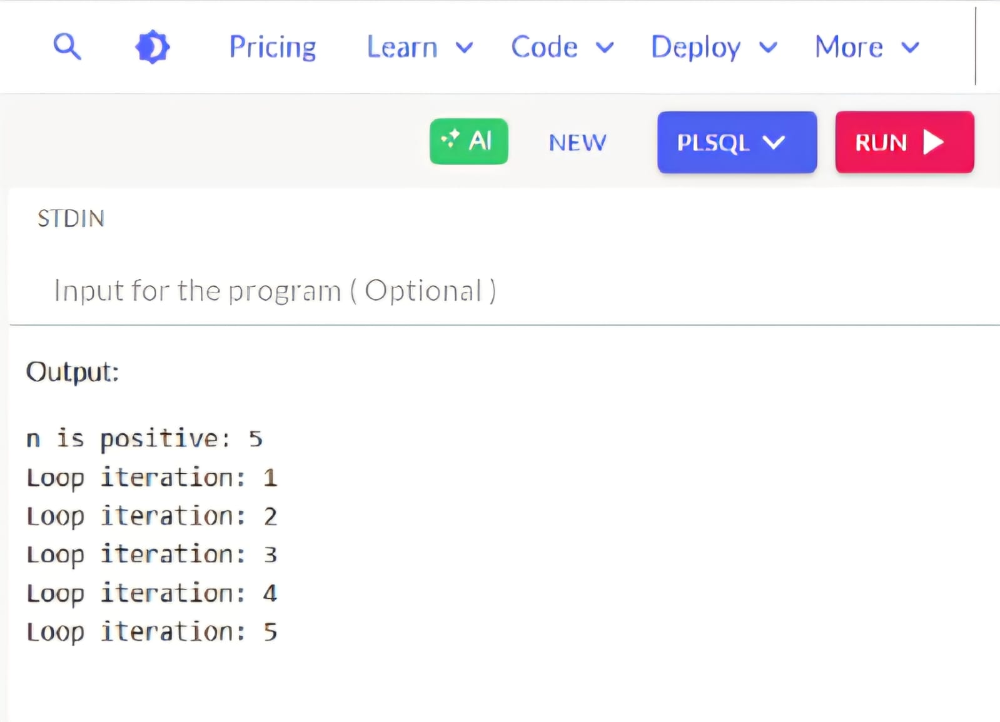 Pricing Learn Code Deploy More
AI NEW PLSQL RUN
STDIN
Input for the program ( Optional )
Output:
n is positive: 5
Loop iteration: 1
Loop iteration: 2
Loop iteration: 3
Loop iteration: 4
Loop iteration: 5